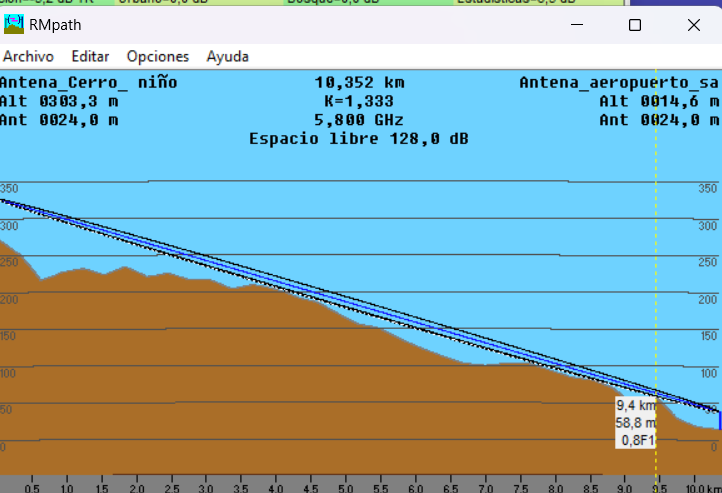 Urbano=0,0 dB Bosque=0,0 dB Estadísticas=6,5 dB
RMpath
Archivo Editar Opciones Ayuda
Antena_Cerro_ niño 10,352 km Antena_aeropuerto_sa
Alt 0303,3 m K=1,333 Alt 0014,6 m
Ant 0024,0 m 5,800 GHz Ant 0024,0 m
Espacio libre 128,0 dB
350 350
300 300
250 250
200 200
150 150
100 100
50 50
9,4 km
58,8 m
0,8F1
0 0
0.5 1.0 1.5 2.0 2.5 3.0 3.5 4.0 4.5 5.0 5.5 6.0 6.5 7.0 7.5 8.0 8.5 9.0 9.5 10.0 km